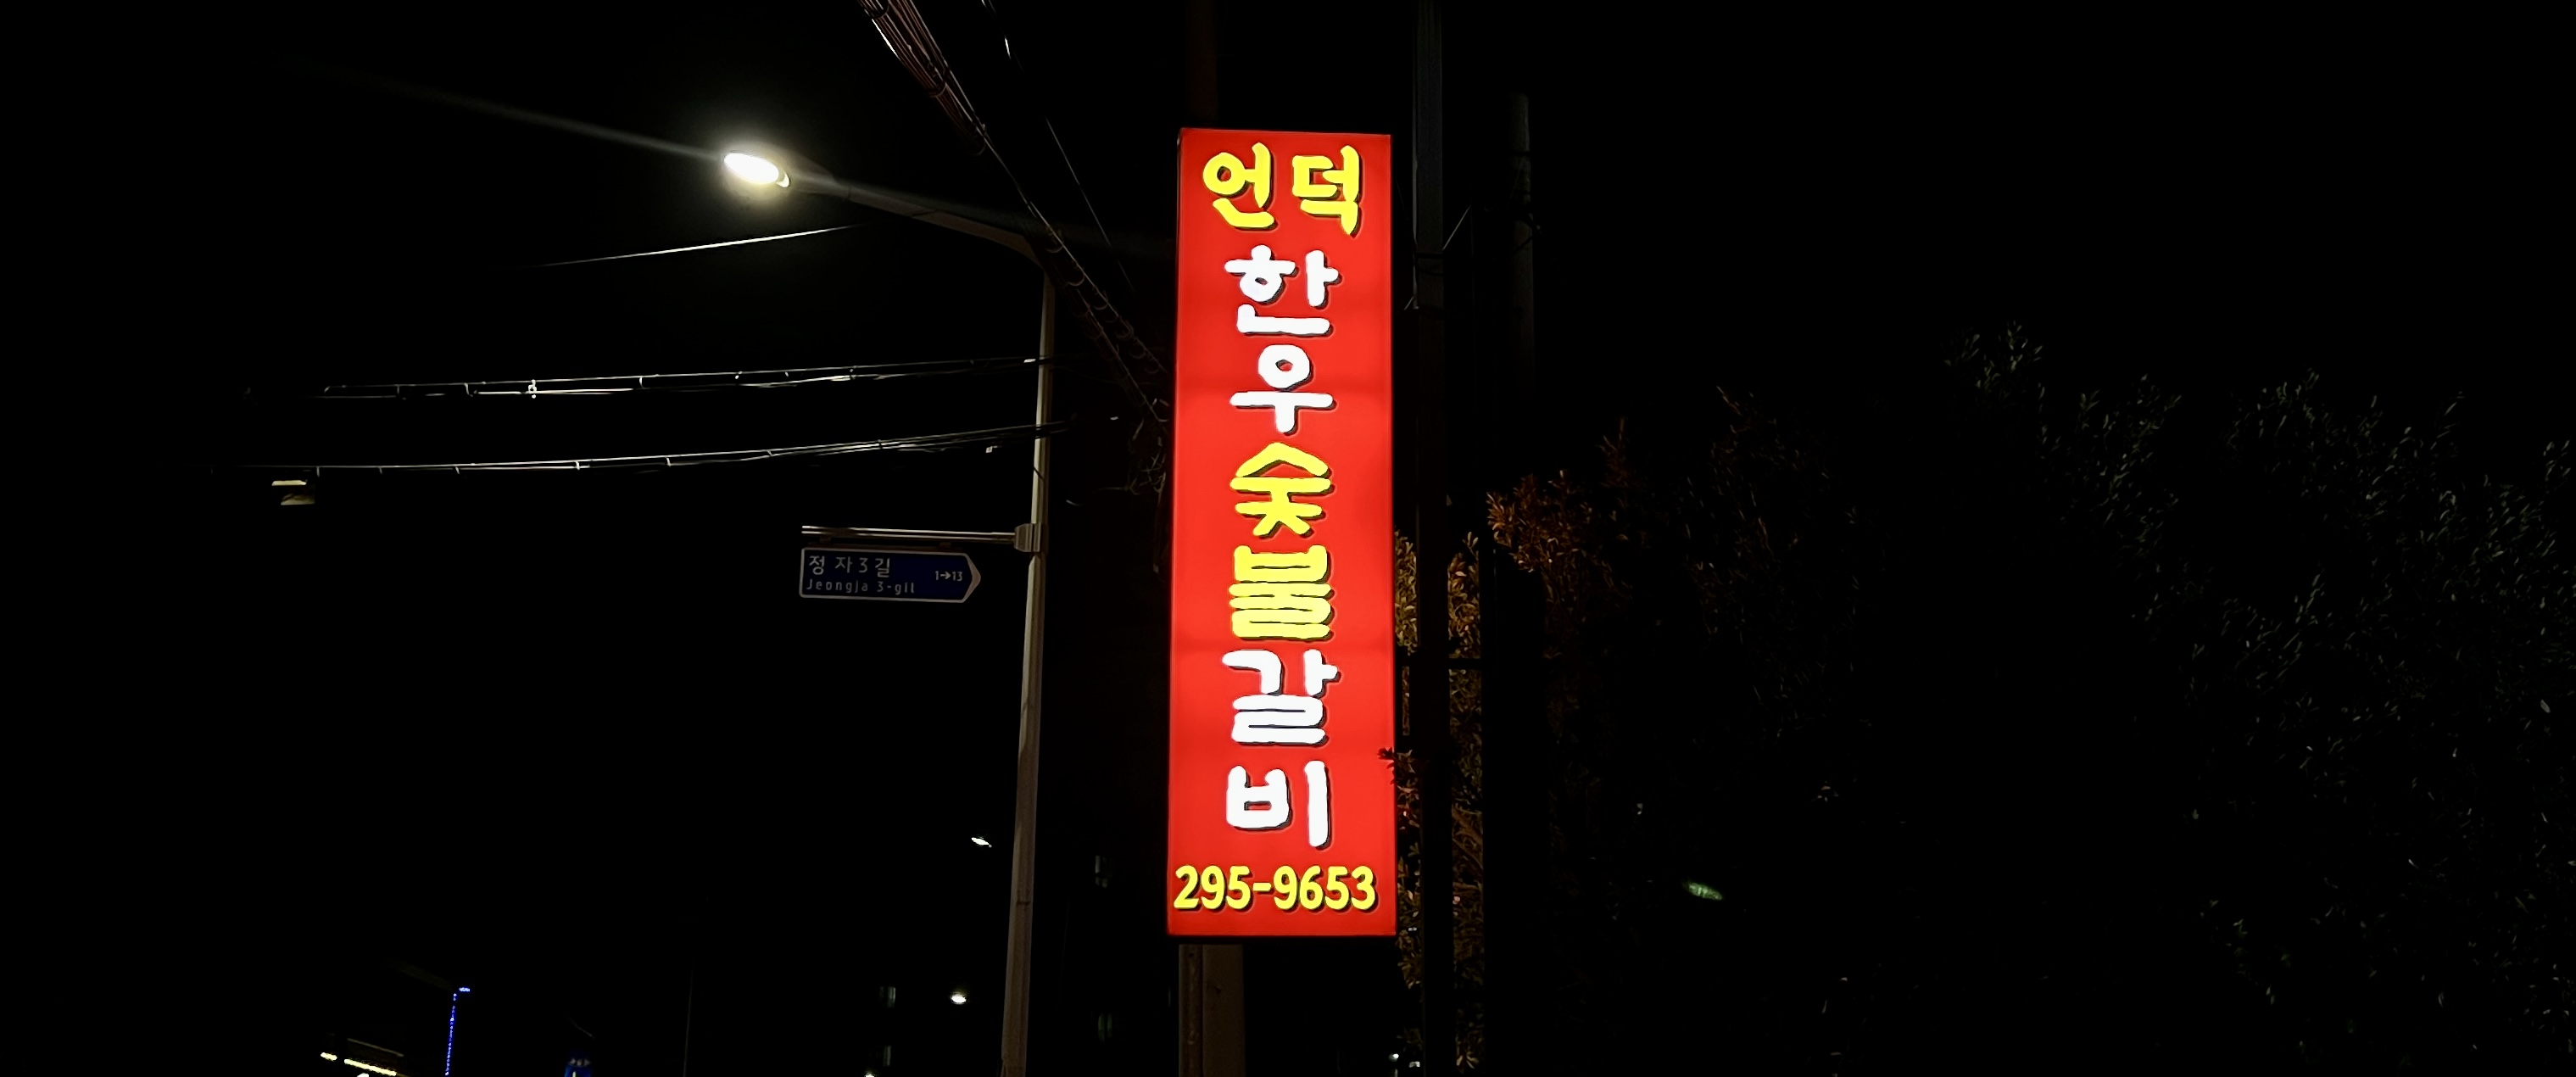 정자3길
1→13
Jeongja 3-gil
언덕
한
우
숯
불
갈
비
295-9653